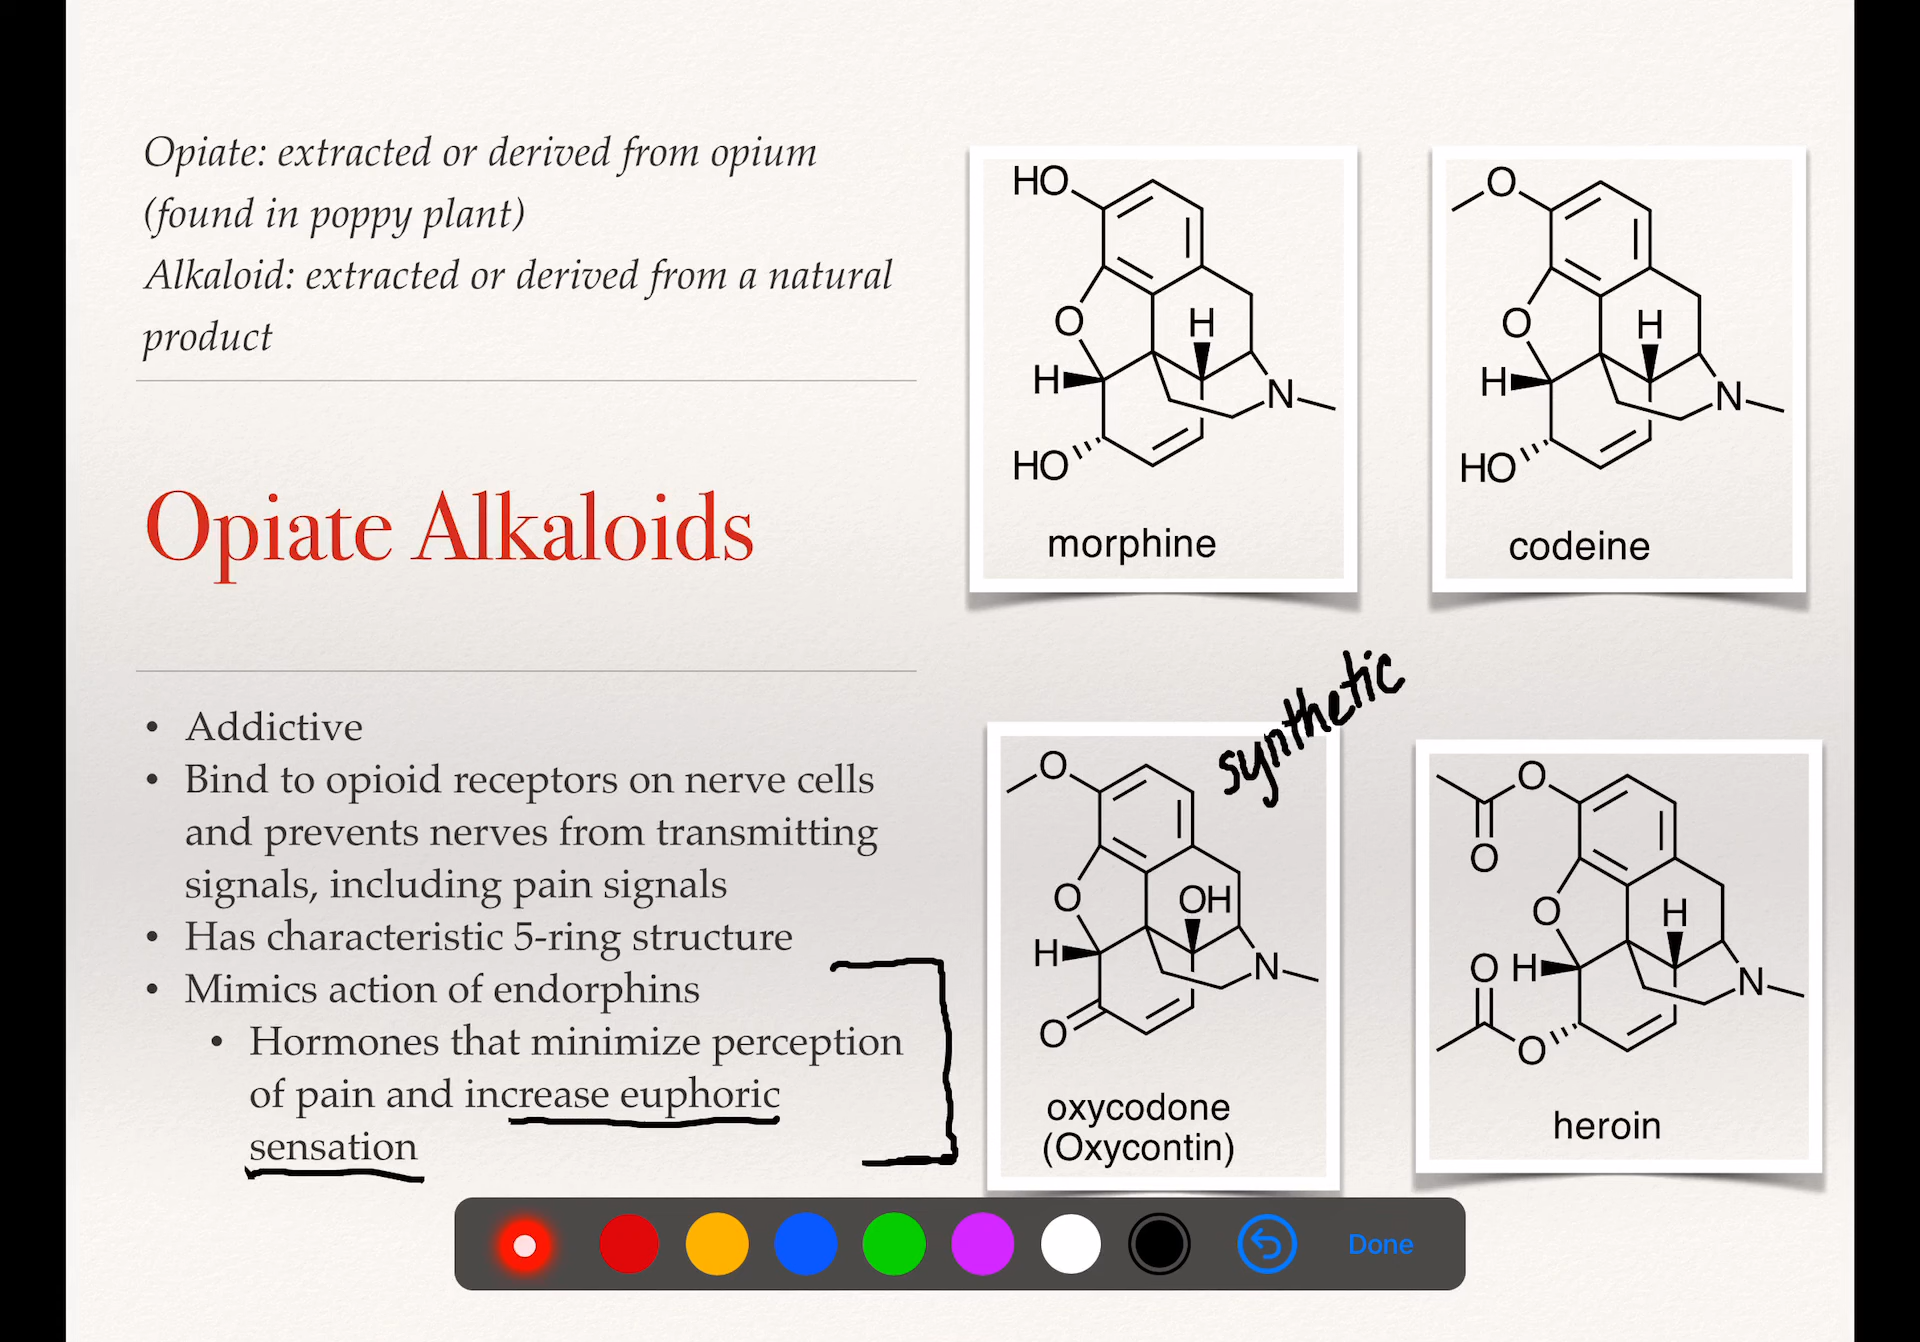 Opiate: extracted or derived from opium
(found in poppy plant)
Alkaloid: extracted or derived from a natural
product
Opiate Alkaloids
• Addictive
• Bind to opioid receptors on nerve cells
and prevents nerves from transmitting
signals, including pain signals
• Has characteristic 5-ring structure
• Mimics action of endorphins
• Hormones that minimize perception
of pain and increase euphoric
sensation
HO
O
H
H
N
HO
morphine
O
O
H
H
N
HO
codeine
synthetic
O
O
OH
H
N
O
oxycodone
(Oxycontin)
O
O
O
H
O
H
N
O
heroin
Done